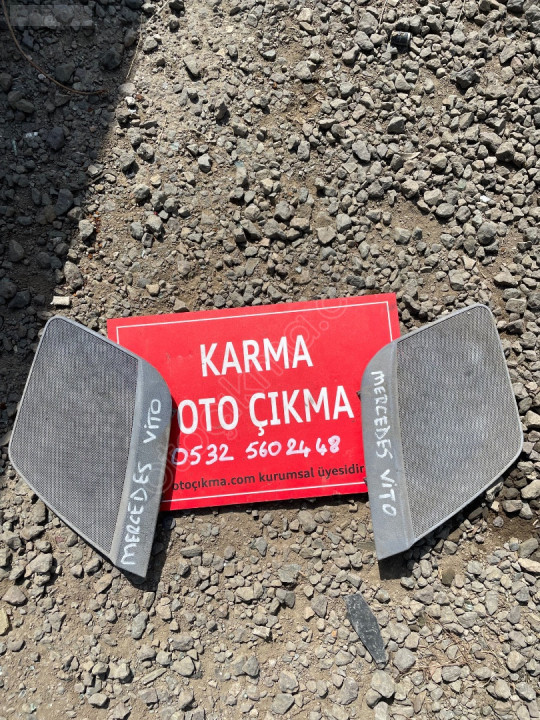 KARMA
OTO ÇIKMA
0532 560 24 48
otoçıkma.com kurumsal üyesidir
MERCEDES VİTO
MERCEDES VİTO